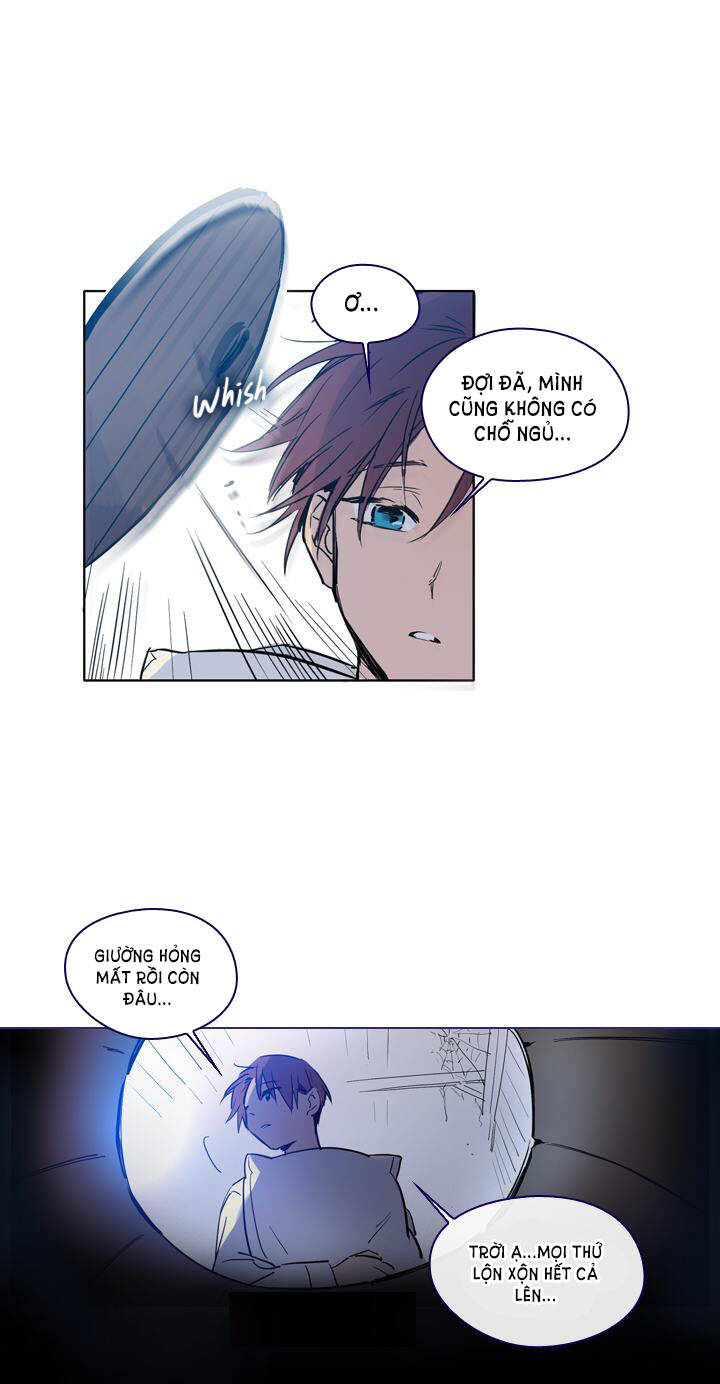 Ơ...
ĐỢI ĐÃ, MÌNH
CŨNG KHÔNG CÓ
CHỖ NGỦ...
Whish
GIƯỜNG HỎNG
MẤT RỒI CÒN
ĐÂU...
TRỜI Ạ...MỌI THỨ
LỘN XỘN HẾT CẢ
LÊN...